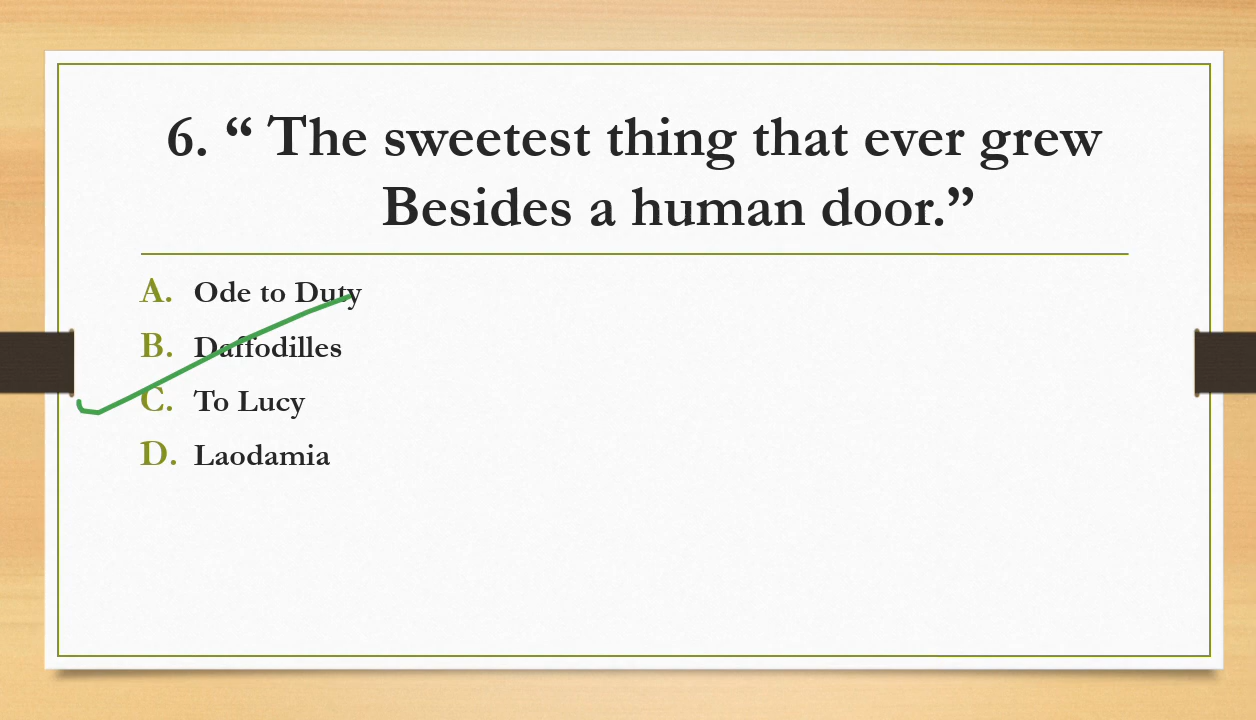 6. “ The sweetest thing that ever grew
Besides a human door.”
A. Ode to Duty
B. Daffodilles
C. To Lucy
D. Laodamia